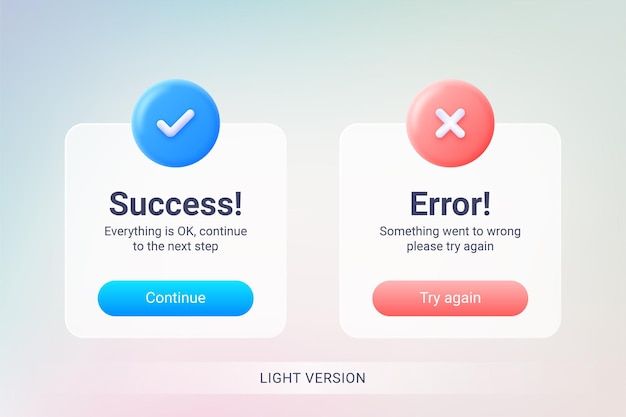 Success!
Everything is OK, continue
to the next step
Continue
Error!
Something went to wrong
please try again
Try again
LIGHT VERSION